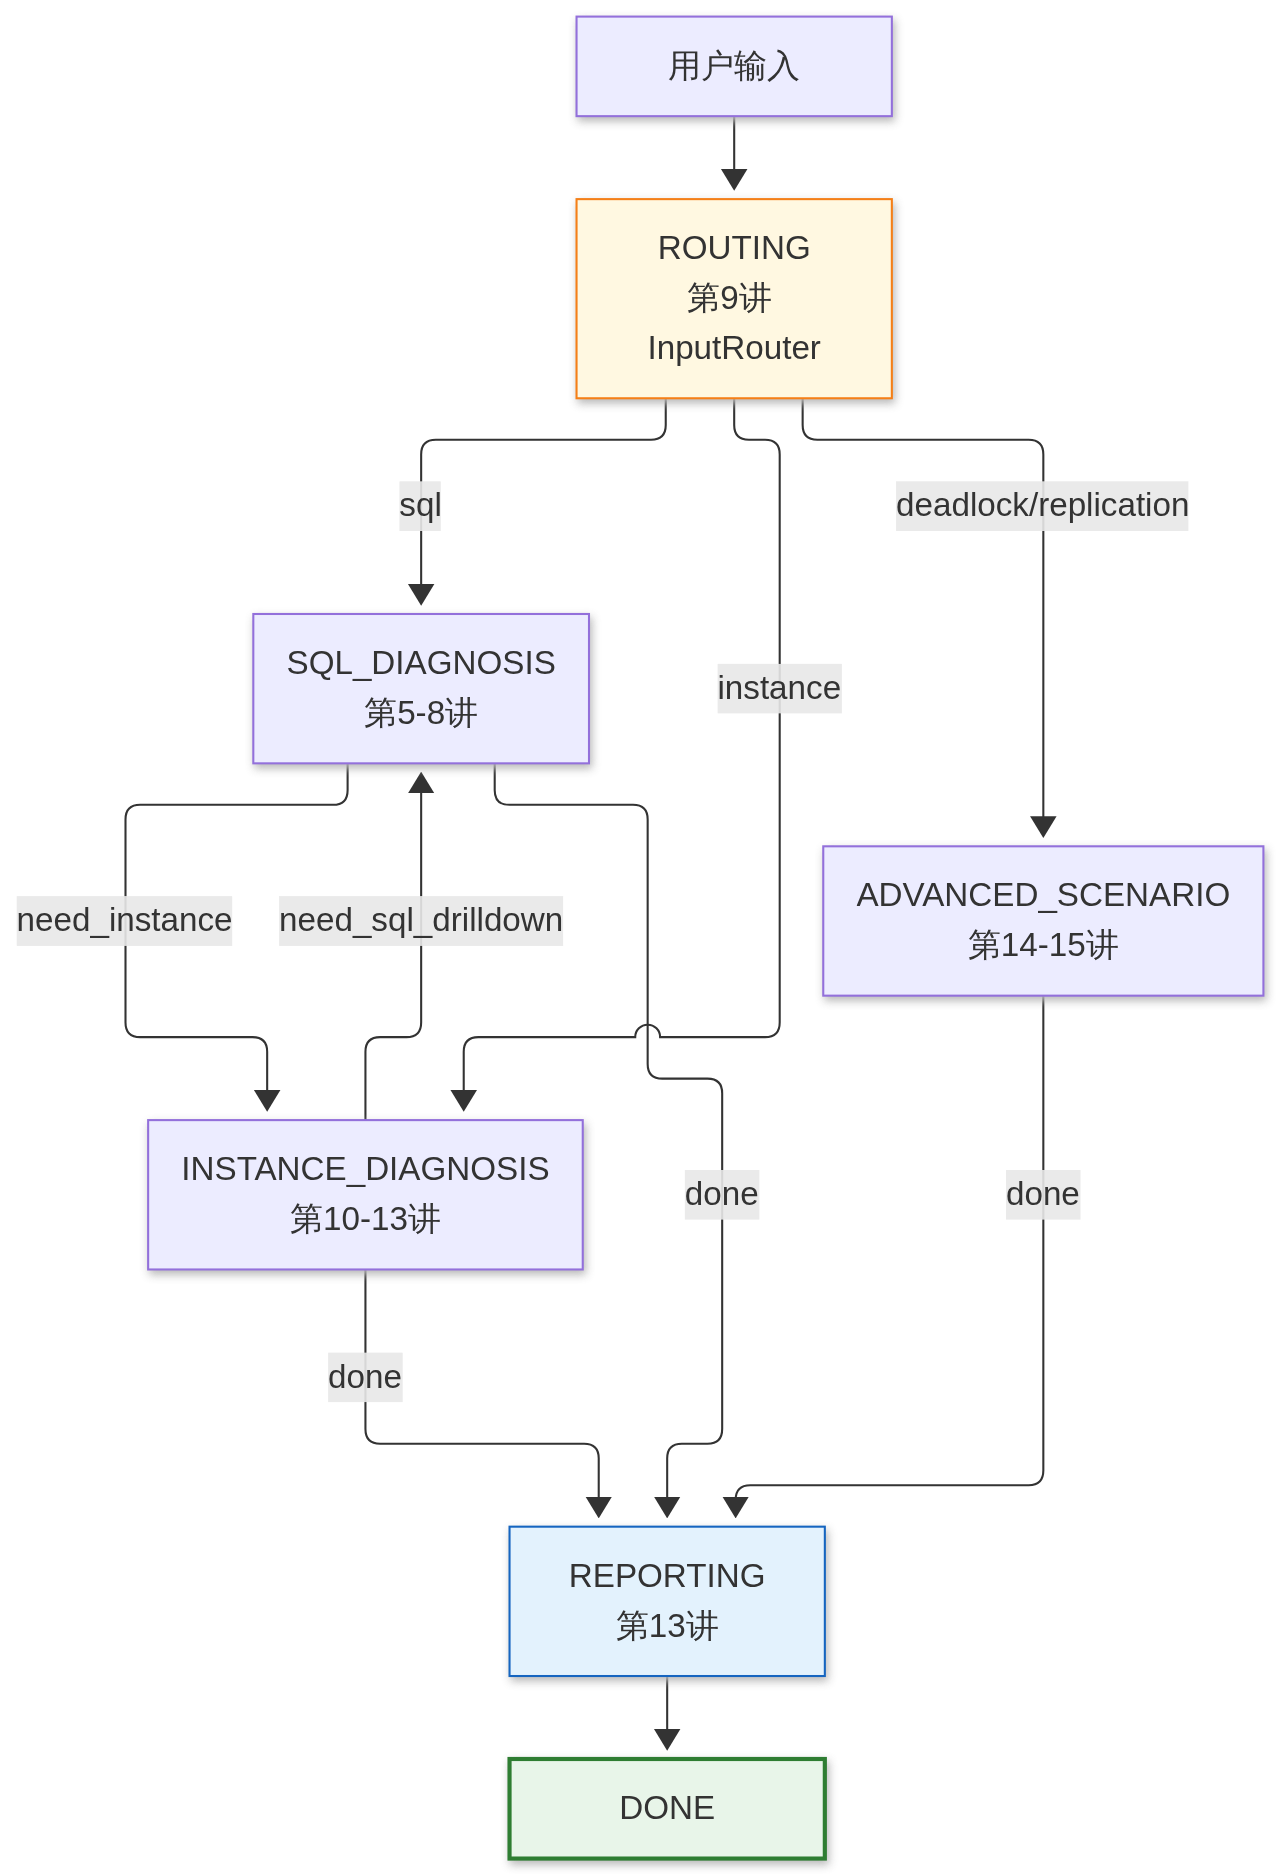 用户输入
ROUTING
第9讲
InputRouter
sql
deadlock/replication
instance
SQL_DIAGNOSIS
第5-8讲
need_instance
need_sql_drilldown
ADVANCED_SCENARIO
第14-15讲
INSTANCE_DIAGNOSIS
第10-13讲
done
done
done
REPORTING
第13讲
DONE